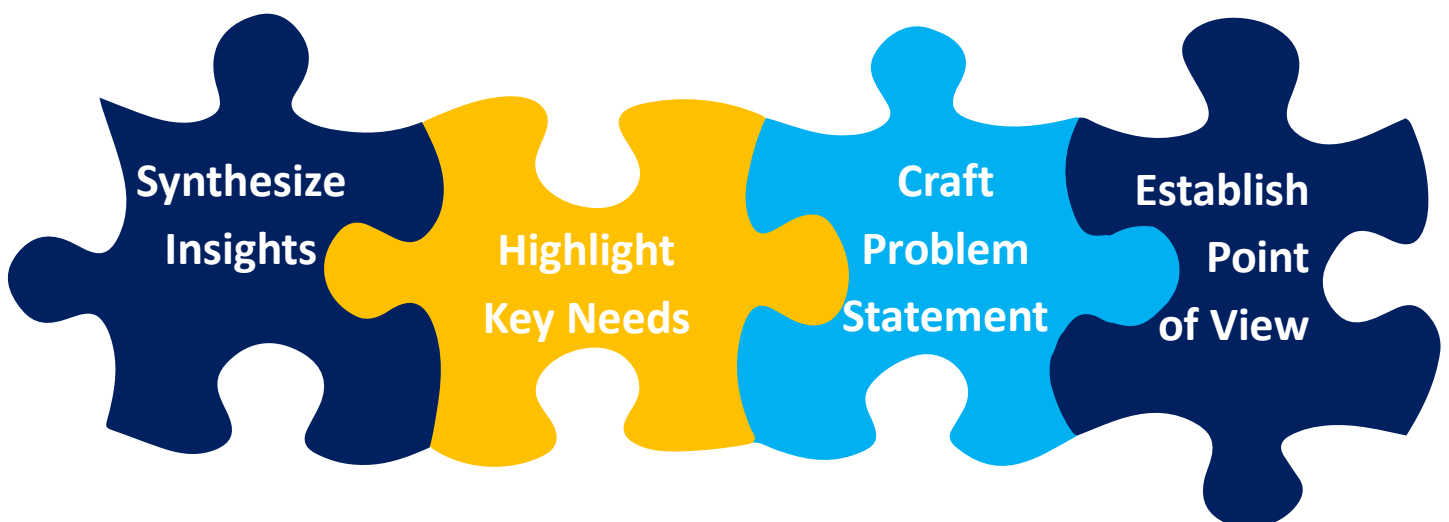 Synthesize
Insights
Highlight
Key Needs
Craft
Problem
Statement
Establish
Point
of View